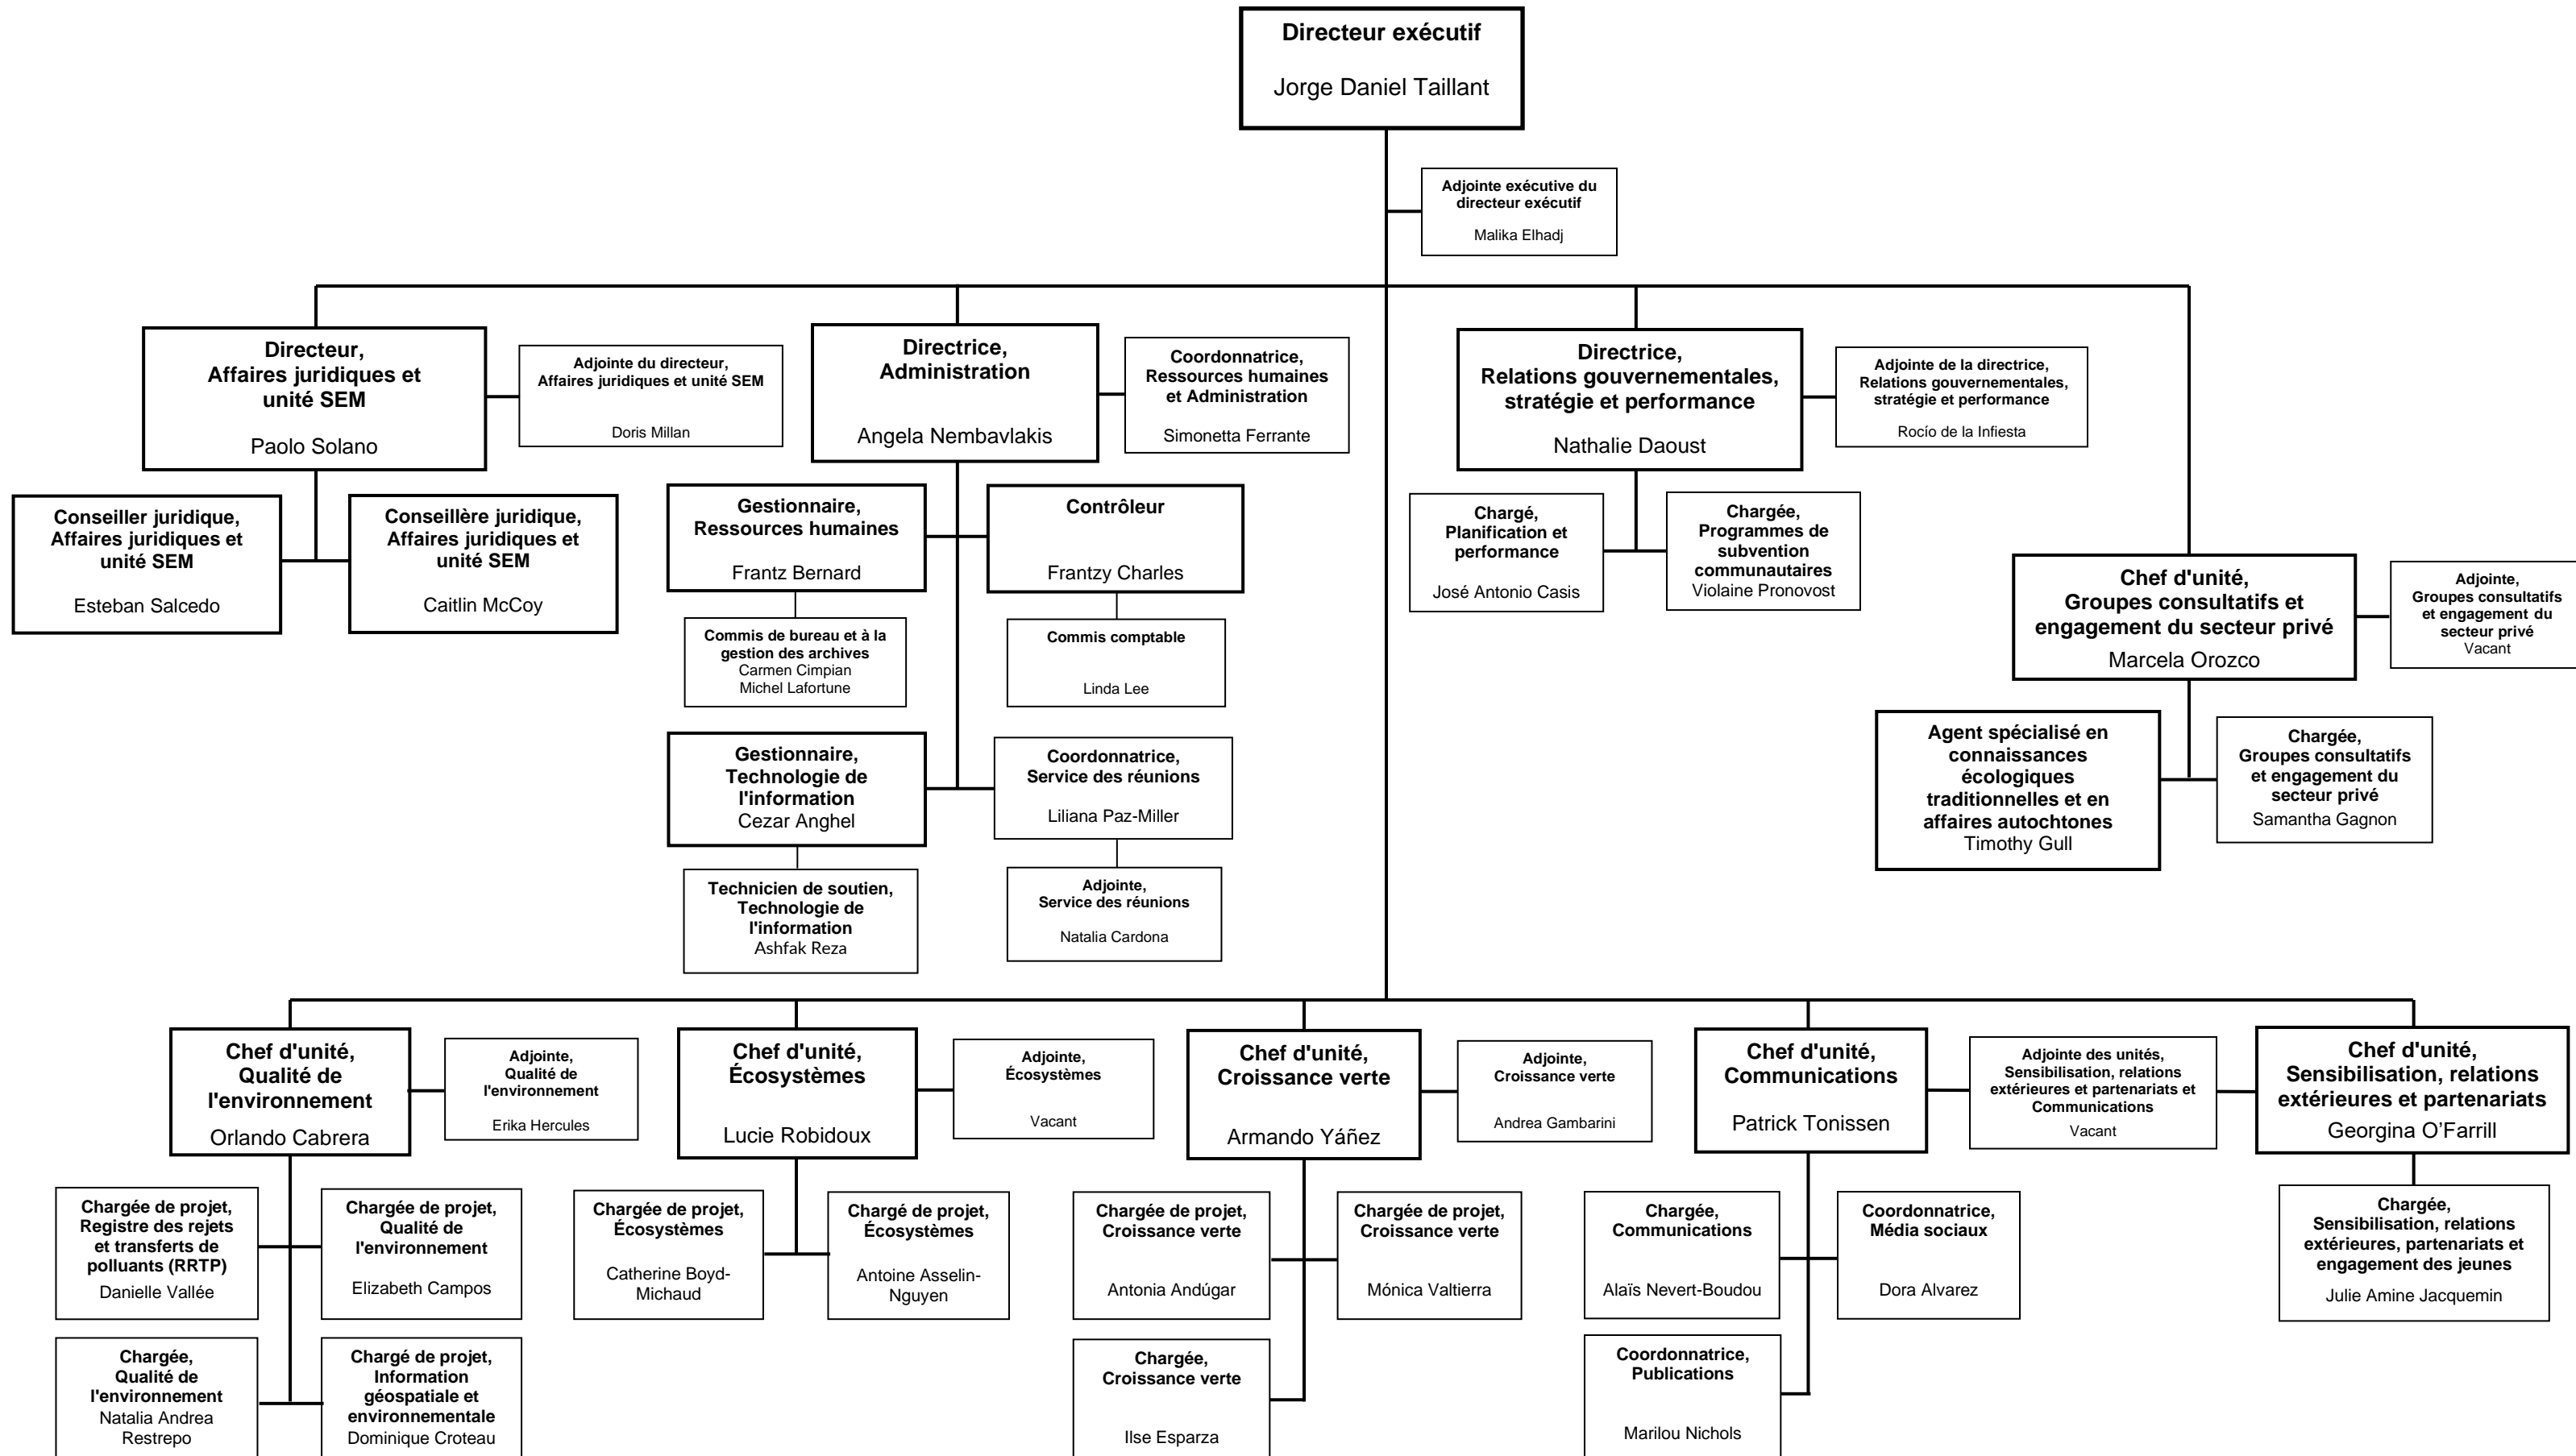 Directeur exécutif
Jorge Daniel Taillant
Adjointe exécutive du
directeur exécutif
Malika Elhadj
Directeur,
Affaires juridiques et
unité SEM
Paolo Solano
Adjointe du directeur,
Affaires juridiques et unité SEM
Doris Millan
Directrice,
Administration
Angela Nembavlakis
Coordonnatrice,
Ressources humaines
et Administration
Simonetta Ferrante
Directrice,
Relations gouvernementales,
stratégie et performance
Nathalie Daoust
Adjointe de la directrice,
Relations gouvernementales,
stratégie et performance
Rocío de la Infiesta
Conseiller juridique,
Affaires juridiques et
unité SEM
Esteban Salcedo
Conseillère juridique,
Affaires juridiques et
unité SEM
Caitlin McCoy
Gestionnaire,
Ressources humaines
Frantz Bernard
Contrôleur
Frantzy Charles
Chargé,
Planification et
performance
José Antonio Casis
Chargée,
Programmes de
subvention
communautaires
Violaine Pronovost
Chef d'unité,
Groupes consultatifs et
engagement du secteur privé
Marcela Orozco
Adjointe,
Groupes consultatifs
et engagement du
secteur privé
Vacant
Commis de bureau et à la
gestion des archives
Carmen Cimpian
Michel Lafortune
Commis comptable
Linda Lee
Gestionnaire,
Technologie de
l'information
Cezar Anghel
Coordonnatrice,
Service des réunions
Liliana Paz-Miller
Agent spécialisé en
connaissances
écologiques
traditionnelles et en
affaires autochtones
Timothy Gull
Chargée,
Groupes consultatifs
et engagement du
secteur privé
Samantha Gagnon
Technicien de soutien,
Technologie de
l'information
Ashfak Reza
Adjointe,
Service des réunions
Natalia Cardona
Chef d'unité,
Qualité de
l'environnement
Orlando Cabrera
Adjointe,
Qualité de
l'environnement
Erika Hercules
Chef d'unité,
Écosystèmes
Lucie Robidoux
Adjointe,
Écosystèmes
Vacant
Chef d'unité,
Croissance verte
Armando Yáñez
Adjointe,
Croissance verte
Andrea Gambarini
Chef d'unité,
Communications
Patrick Tonissen
Adjointe des unités,
Sensibilisation, relations
extérieures et partenariats et
Communications
Vacant
Chef d'unité,
Sensibilisation, relations
extérieures et partenariats
Georgina O’Farrill
Chargée de projet,
Registre des rejets
et transferts de
polluants (RRTP)
Danielle Vallée
Chargée de projet,
Qualité de
l'environnement
Elizabeth Campos
Chargée de projet,
Écosystèmes
Catherine Boyd-
Michaud
Chargé de projet,
Écosystèmes
Antoine Asselin-
Nguyen
Chargée de projet,
Croissance verte
Antonia Andúgar
Chargée de projet,
Croissance verte
Mónica Valtierra
Chargée,
Communications
Alaïs Nevert-Boudou
Coordonnatrice,
Média sociaux
Dora Alvarez
Chargée,
Sensibilisation, relations
extérieures, partenariats et
engagement des jeunes
Julie Amine Jacquemin
Chargée,
Qualité de
l'environnement
Natalia Andrea
Restrepo
Chargé de projet,
Information
géospatiale et
environnementale
Dominique Croteau
Chargée,
Croissance verte
Ilse Esparza
Coordonnatrice,
Publications
Marilou Nichols